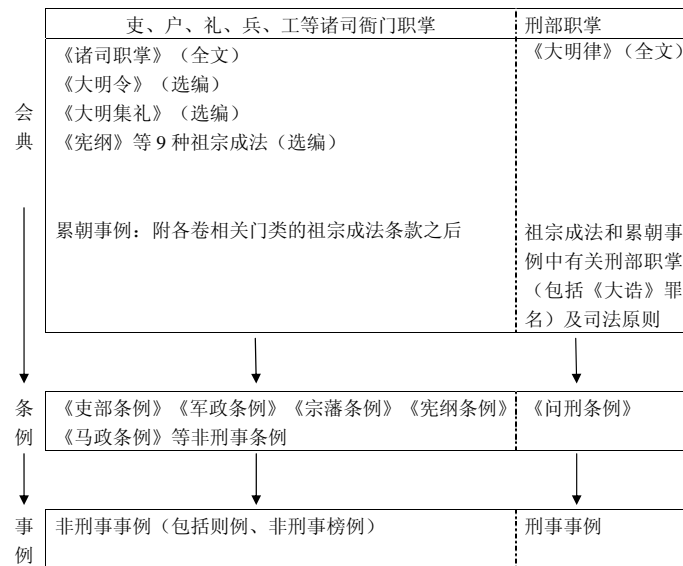 吏、户、礼、兵、工等诸司衙门职掌
刑部职掌
会
典
《诸司职掌》（全文）
《大明令》（选编）
《大明集礼》（选编）
《宪纲》等 9 种祖宗成法（选编）
累朝事例：附各卷相关门类的祖宗成法条款之后
《大明律》（全文）
祖宗成法和累朝事
例中有关刑部职掌
（包括《大诰》罪
名）及司法原则
条
例
《吏部条例》《军政条例》《宗藩条例》《宪纲条例》
《马政条例》等非刑事条例
《问刑条例》
事
例
非刑事事例（包括则例、非刑事榜例）
刑事事例